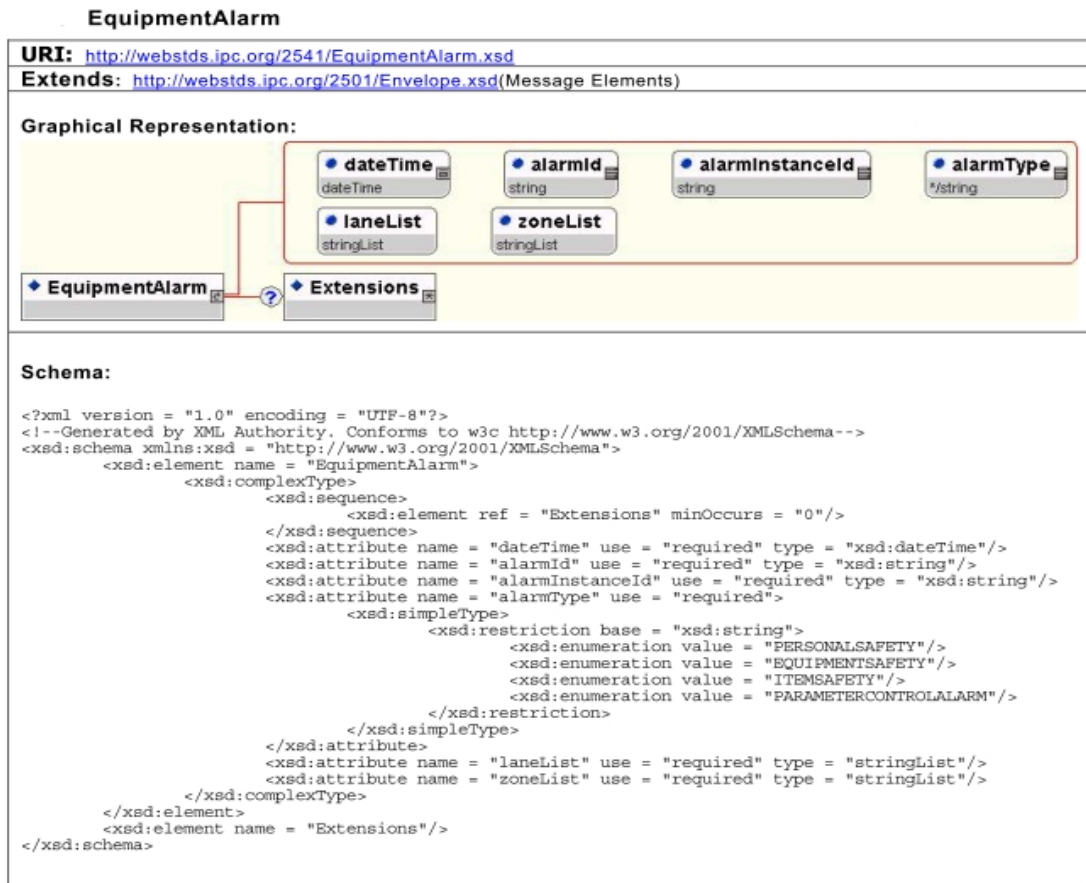 EquipmentAlarm
URI: http://webstds.ipc.org/2541/EquipmentAlarm.xsd
Extends: http://webstds.ipc.org/2501/Envelope.xsd(Message Elements)
Graphical Representation:
dateTime alarmId alarmInstanceId alarmType
dateTime string string */string
laneList zoneList
stringList stringList
EquipmentAlarm ? Extensions
Schema:
<?xml version = "1.0" encoding = "UTF-8"?>
<!--Generated by XML Authority. Conforms to w3c http://www.w3.org/2001/XMLSchema-->
<xsd:schema xmlns:xsd = "http://www.w3.org/2001/XMLSchema">
<xsd:element name = "EquipmentAlarm">
<xsd:complexType>
<xsd:sequence>
<xsd:element ref = "Extensions" minOccurs = "0"/>
</xsd:sequence>
<xsd:attribute name = "dateTime" use = "required" type = "xsd:dateTime"/>
<xsd:attribute name = "alarmId" use = "required" type = "xsd:string"/>
<xsd:attribute name = "alarmInstanceId" use = "required" type = "xsd:string"/>
<xsd:attribute name = "alarmType" use = "required">
<xsd:simpleType>
<xsd:restriction base = "xsd:string">
<xsd:enumeration value = "PERSONALSAFETY"/>
<xsd:enumeration value = "EQUIPMENTSAFETY"/>
<xsd:enumeration value = "ITEMSAFETY"/>
<xsd:enumeration value = "PARAMETERCONTROLALARM"/>
</xsd:restriction>
</xsd:simpleType>
</xsd:attribute>
<xsd:attribute name = "laneList" use = "required" type = "stringList"/>
<xsd:attribute name = "zoneList" use = "required" type = "stringList"/>
</xsd:complexType>
</xsd:element>
<xsd:element name = "Extensions"/>
</xsd:schema>